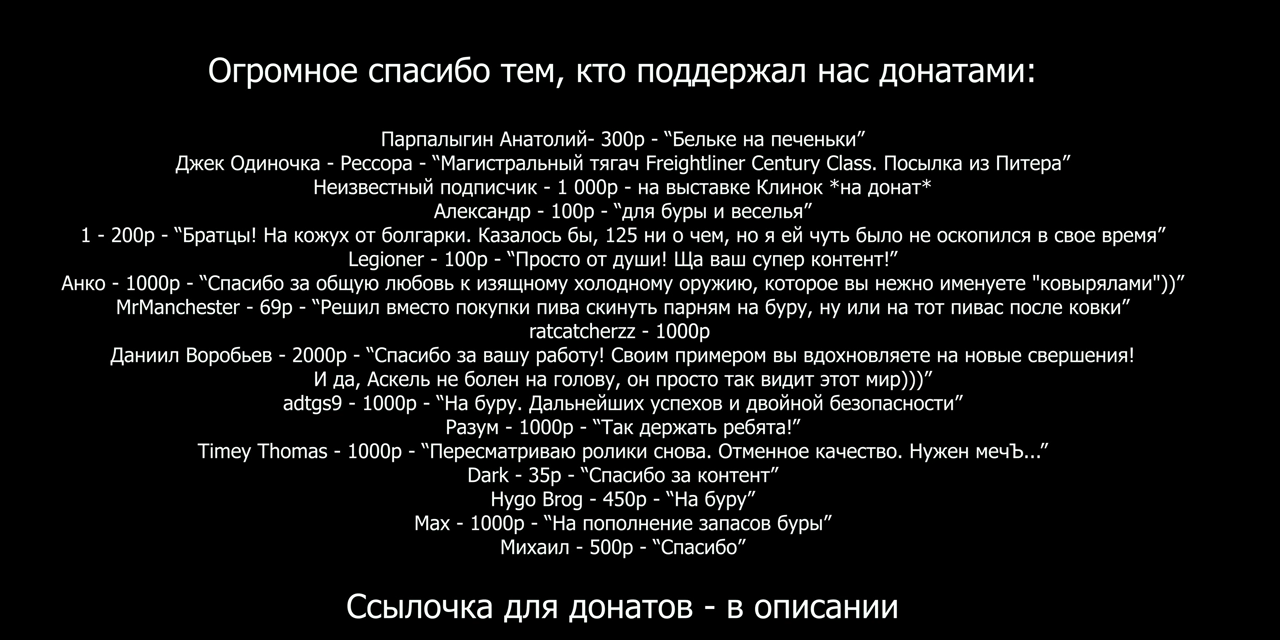 Огромное спасибо тем, кто поддержал нас донатами:
Парпалыгин Анатолий- 300р - “Бельке на печеньки”
Джек Одиночка - Рессора - “Магистральный тягач Freightliner Century Class. Посылка из Питера”
Неизвестный подписчик - 1 000р - на выставке Клинок *на донат*
Александр - 100р - “для буры и веселья”
1 - 200р - “Братцы! На кожух от болгарки. Казалось бы, 125 ни о чем, но я ей чуть было не оскопился в свое время”
Legioner - 100р - “Просто от души! Ща ваш супер контент!”
Анко - 1000р - “Спасибо за общую любовь к изящному холодному оружию, которое вы нежно именуете "ковырялами"))”
MrManchester - 69р - “Решил вместо покупки пива скинуть парням на буру, ну или на тот пивас после ковки”
ratcatcherzz - 1000р
Даниил Воробьев - 2000р - “Спасибо за вашу работу! Своим примером вы вдохновляете на новые свершения!
И да, Аскель не болен на голову, он просто так видит этот мир)))”
adtgs9 - 1000р - “На буру. Дальнейших успехов и двойной безопасности”
Разум - 1000р - “Так держать ребята!”
Timey Thomas - 1000р - “Пересматриваю ролики снова. Отменное качество. Нужен мечЪ...”
Dark - 35р - “Спасибо за контент”
Hygo Brog - 450р - “На буру”
Max - 1000р - “На пополнение запасов буры”
Михаил - 500р - “Спасибо”
Ссылочка для донатов - в описании